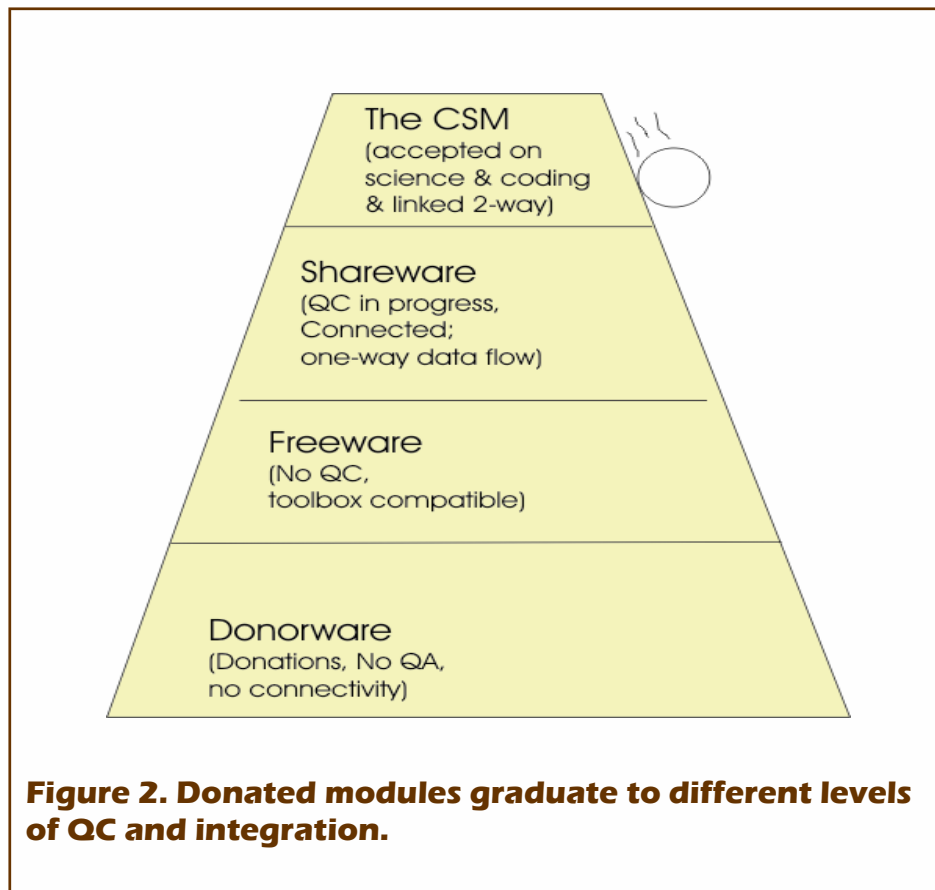 The CSM
(accepted on
science & coding
& linked 2-way)
Shareware
(QC in progress,
Connected;
one-way data flow)
Freeware
(No QC,
toolbox compatible)
Donorware
(Donations, No QA,
no connectivity)
Figure 2. Donated modules graduate to different levels
of QC and integration.